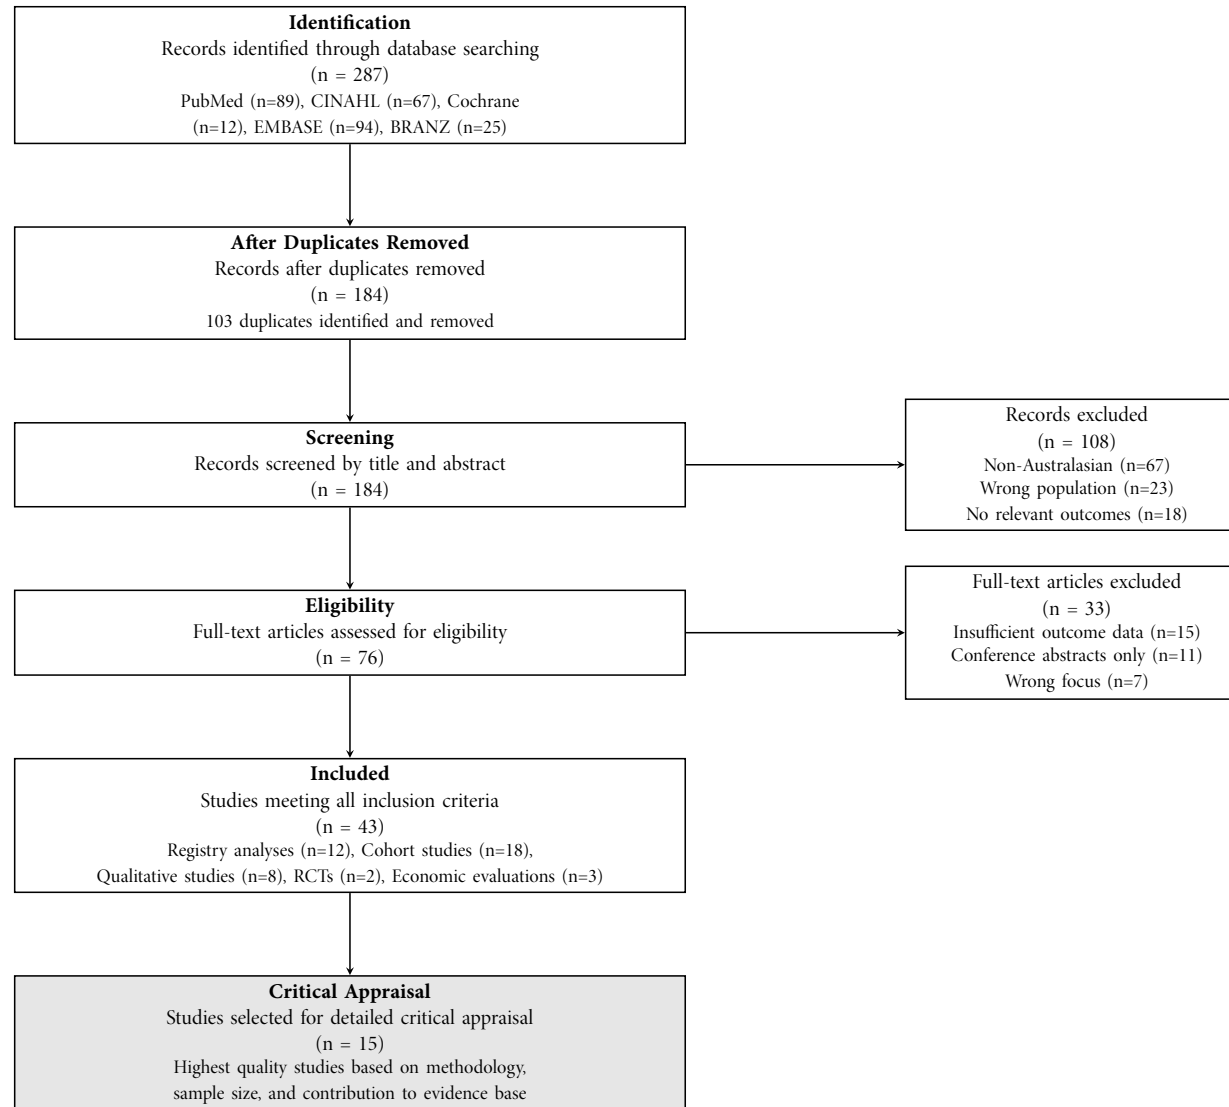 Identification
Records identified through database searching
(n = 287)
PubMed (n=89), CINAHL (n=67), Cochrane
(n=12), EMBASE (n=94), BRANZ (n=25)
After Duplicates Removed
Records after duplicates removed
(n = 184)
103 duplicates identified and removed
Screening
Records screened by title and abstract
(n = 184)
Records excluded
(n = 108)
Non-Australasian (n=67)
Wrong population (n=23)
No relevant outcomes (n=18)
Eligibility
Full-text articles assessed for eligibility
(n = 76)
Full-text articles excluded
(n = 33)
Insufficient outcome data (n=15)
Conference abstracts only (n=11)
Wrong focus (n=7)
Included
Studies meeting all inclusion criteria
(n = 43)
Registry analyses (n=12), Cohort studies (n=18),
Qualitative studies (n=8), RCTs (n=2), Economic evaluations (n=3)
Critical Appraisal
Studies selected for detailed critical appraisal
(n = 15)
Highest quality studies based on methodology,
sample size, and contribution to evidence base